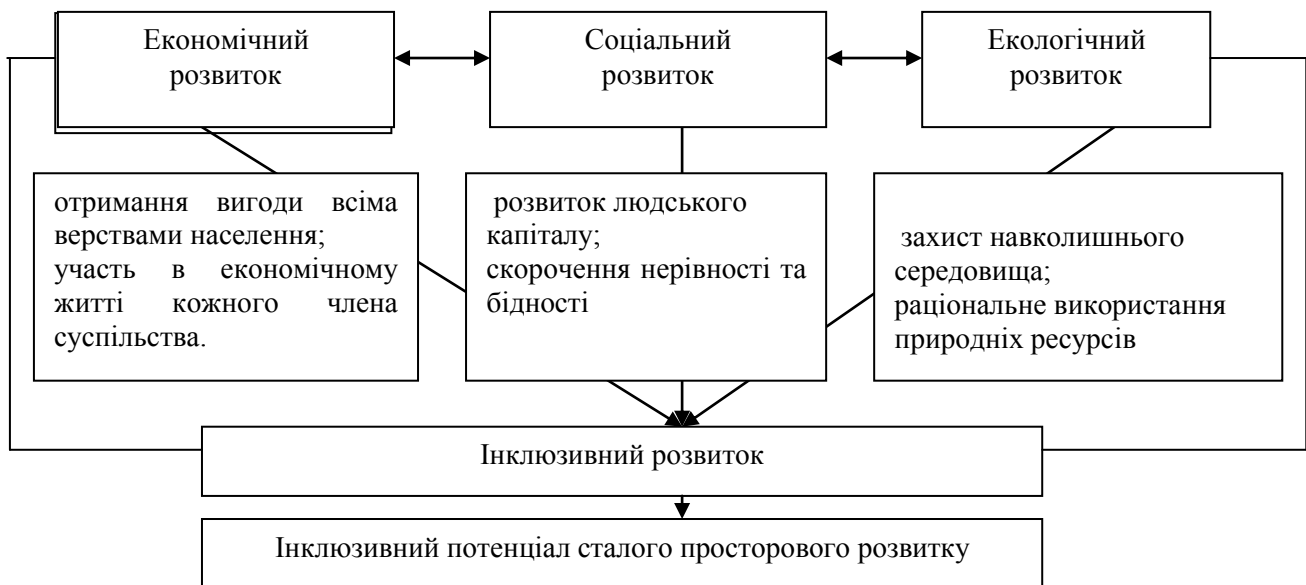 Економічний
розвиток
Соціальний
розвиток
Екологічний
розвиток
отримання вигоди всіма
верствами населення;
участь в економічному
житті кожного члена
суспільства.
розвиток людського
капіталу;
скорочення нерівності та
бідності
захист навколишнього
середовища;
раціональне використання
природніх ресурсів
Інклюзивний розвиток
Інклюзивний потенціал сталого просторового розвитку